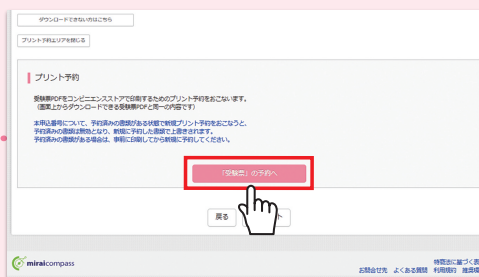 ダウンロードできない方はこちら
プリント予約エリアを閉じる
プリント予約
受験票PDFをコンビニエンスストアで印刷するためのプリント予約をおこないます。
（画面上からダウンロードできる受験票PDFと同一の内容です）
本申込番号について、予約済みの書類がある状態で新規プリント予約をおこなうと、
予約済みの書類は無効となり、新規に予約した書類で上書きされます。
予約済みの書類がある場合は、事前に印刷してから新規に予約してください。
「受験票」の予約へ
戻る
ト
miraicompass
特商法に基づく表
お問合せ先 よくある質問 利用規約 推奨環